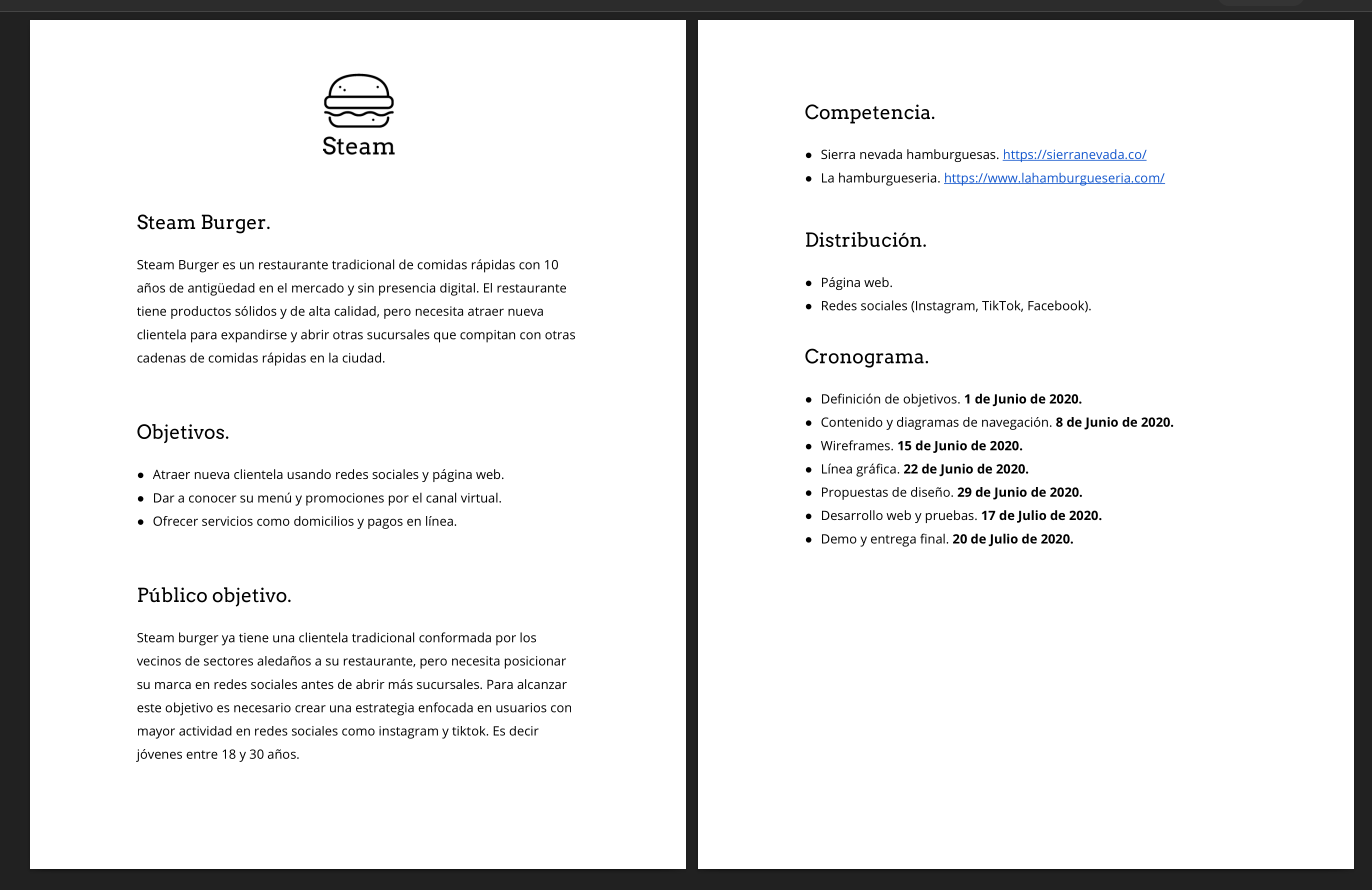 Steam
Steam Burger.
Steam Burger es un restaurante tradicional de comidas rápidas con 10
años de antigüedad en el mercado y sin presencia digital. El restaurante
tiene productos sólidos y de alta calidad, pero necesita atraer nueva
clientela para expandirse y abrir otras sucursales que compitan con otras
cadenas de comidas rápidas en la ciudad.
Objetivos.
● Atraer nueva clientela usando redes sociales y página web.
● Dar a conocer su menú y promociones por el canal virtual.
● Ofrecer servicios como domicilios y pagos en línea.
Público objetivo.
Steam burger ya tiene una clientela tradicional conformada por los
vecinos de sectores aledaños a su restaurante, pero necesita posicionar
su marca en redes sociales antes de abrir más sucursales. Para alcanzar
este objetivo es necesario crear una estrategia enfocada en usuarios con
mayor actividad en redes sociales como instagram y tiktok. Es decir
jóvenes entre 18 y 30 años.
Competencia.
● Sierra nevada hamburguesas. https://sierranevada.co/
● La hamburgueseria. https://www.lahamburgueseria.com/
Distribución.
● Página web.
● Redes sociales (Instagram, TikTok, Facebook).
Cronograma.
● Definición de objetivos. 1 de Junio de 2020.
● Contenido y diagramas de navegación. 8 de Junio de 2020.
● Wireframes. 15 de Junio de 2020.
● Línea gráfica. 22 de Junio de 2020.
● Propuestas de diseño. 29 de Junio de 2020.
● Desarrollo web y pruebas. 17 de Julio de 2020.
● Demo y entrega final. 20 de Julio de 2020.